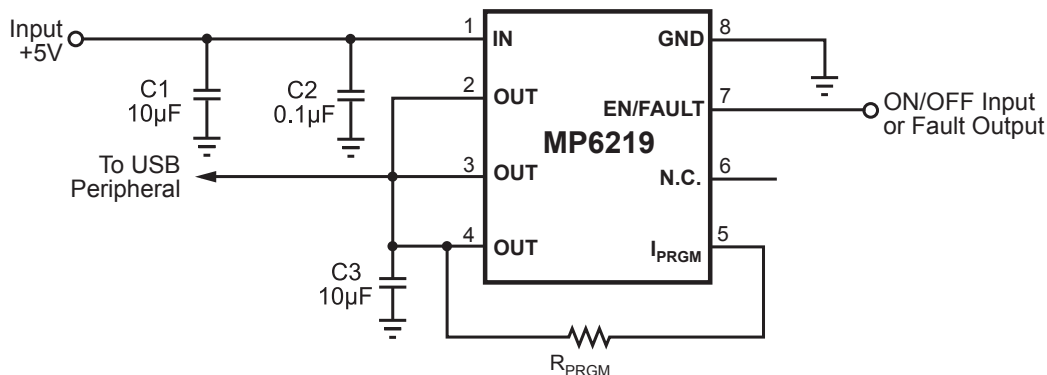 Input
+5V
1
IN
GND
8
C1
10µF
C2
0.1µF
2
OUT
EN/FAULT
7
ON/OFF Input
or Fault Output
MP6219
To USB
Peripheral
3
OUT
N.C.
6
4
OUT
IPRGM
5
C3
10µF
RPRGM